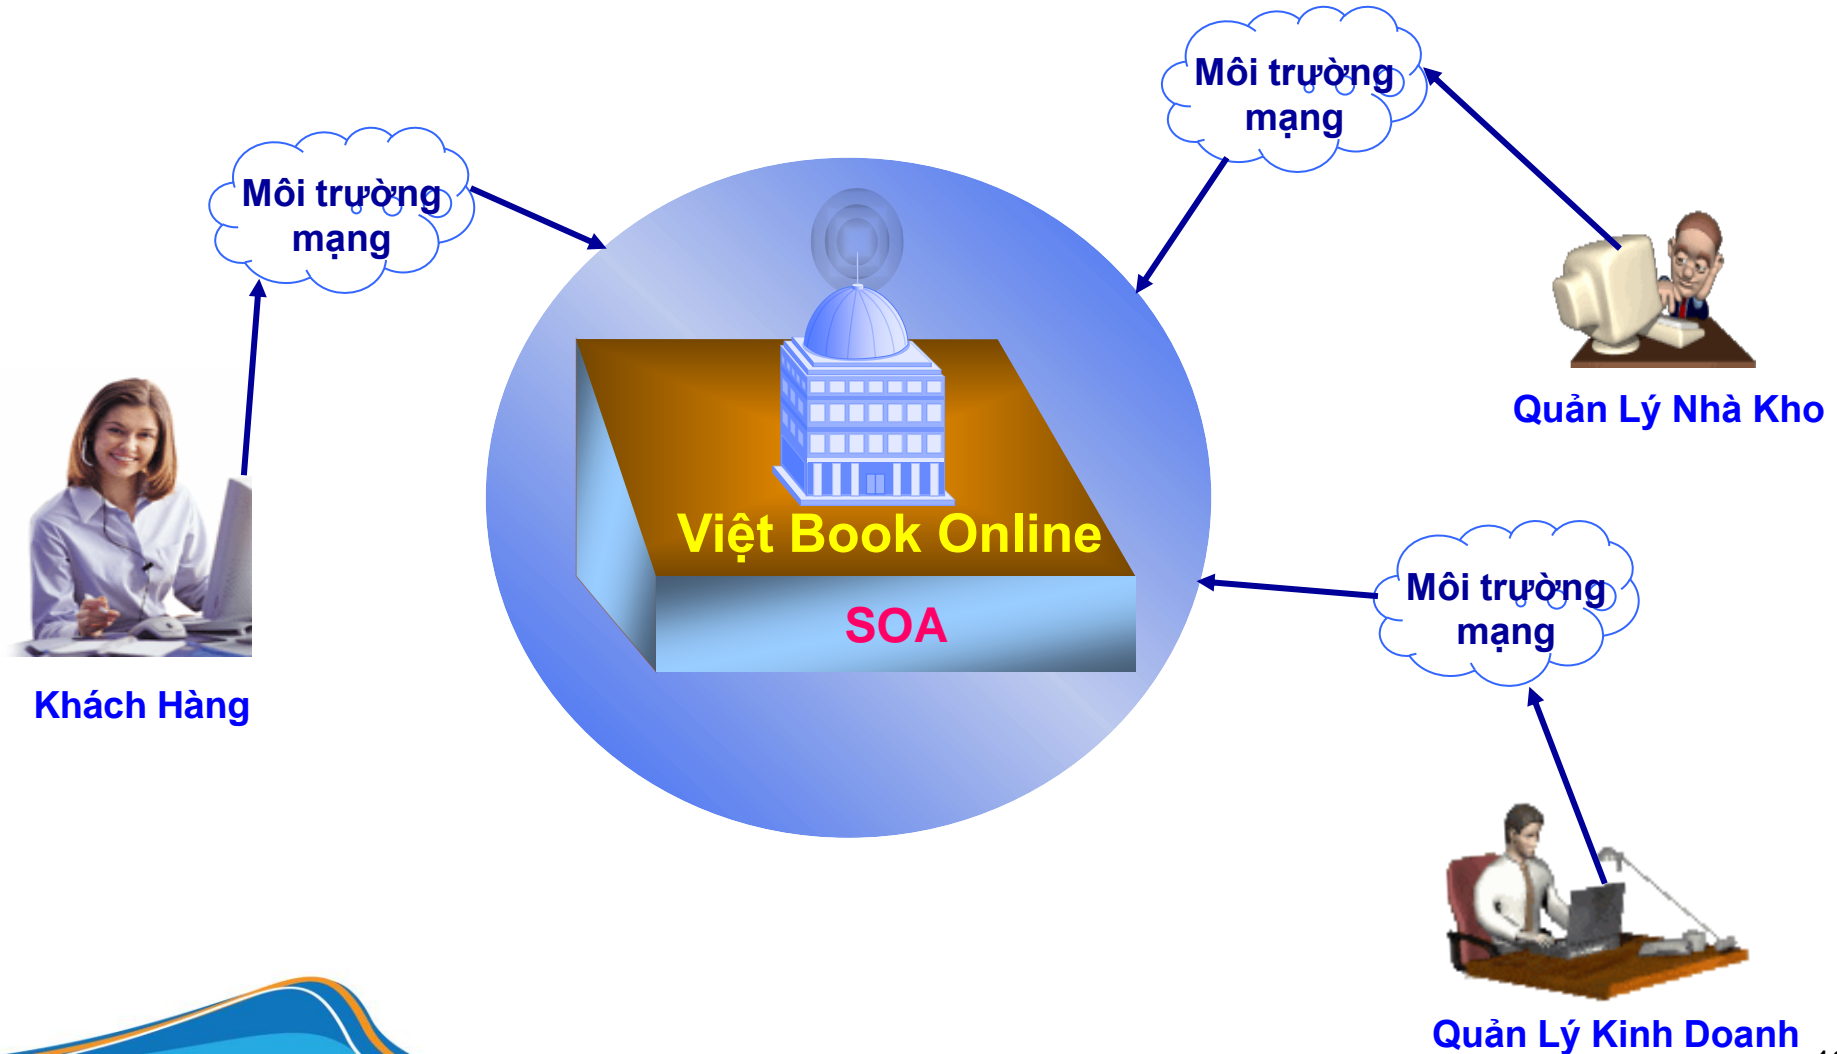 Môi trường
mạng
Môi trường
mạng
Quản Lý Nhà Kho
Việt Book Online
SOA
Môi trường
mạng
Khách Hàng
Quản Lý Kinh Doanh